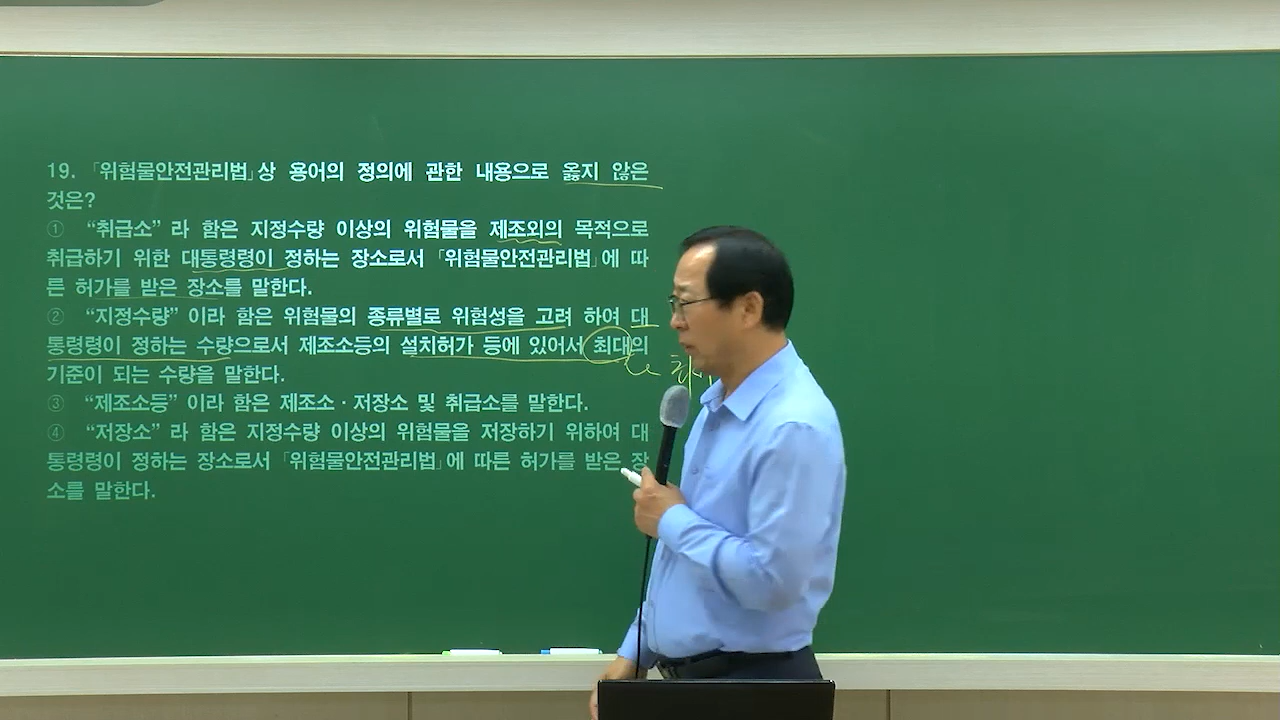 19. 「위험물안전관리법」상 용어의 정의에 관한 내용으로 옳지 않은
것은?
① “취급소” 라 함은 지정수량 이상의 위험물을 제조외의 목적으로
취급하기 위한 대통령령이 정하는 장소로서 「위험물안전관리법」에 따
른 허가를 받은 장소를 말한다.
② “지정수량” 이라 함은 위험물의 종류별로 위험성을 고려 하여 대
통령령이 정하는 수량으로서 제조소등의 설치허가 등에 있어서 최대의
기준이 되는 수량을 말한다.
③ “제조소등” 이라 함은 제조소·저장소 및 취급소를 말한다.
④ “저장소” 라 함은 지정수량 이상의 위험물을 저장하기 위하여 대
통령령이 정하는 장소로서 「위험물안전관리법」에 따른 허가를 받은 장
소를 말한다.